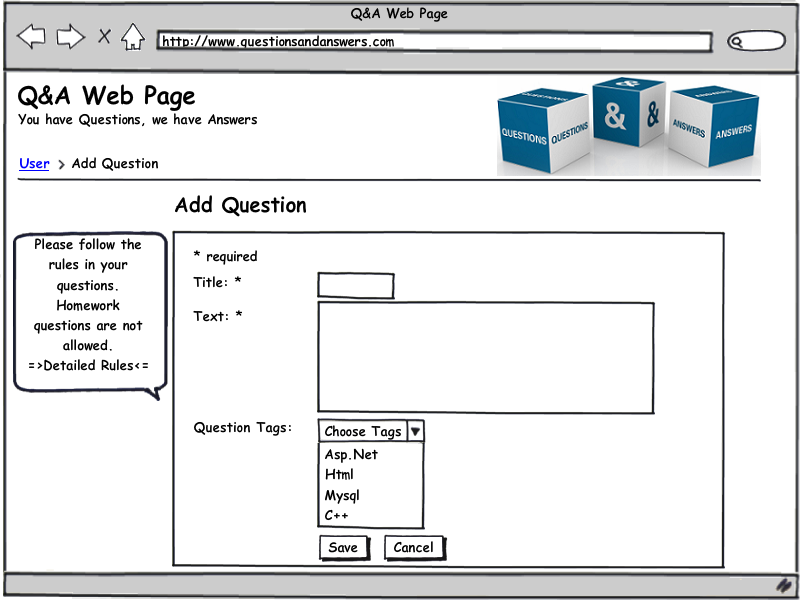 Q&A Web Page
http://www.questionsandanswers.com
Q&A Web Page
You have Questions, we have Answers
QUESTIONS QUESTIONS QUESTIONS
& & &
ANSWERS ANSWERS ANSWERS
User > Add Question
Add Question
Please follow the
rules in your
questions.
Homework
questions are not
allowed.
=>Detailed Rules<=
* required
Title: *
Text: *
Question Tags:
Choose Tags
Asp.Net
Html
Mysql
C++
Save
Cancel